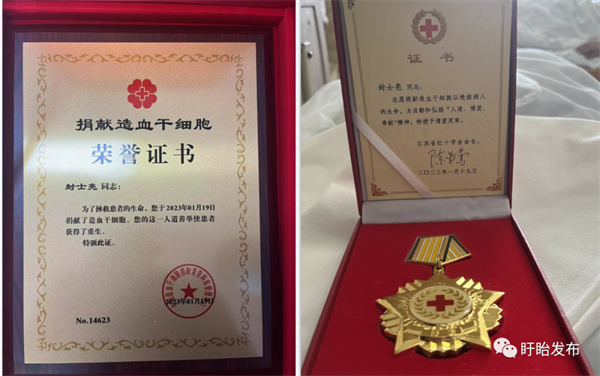 捐献造血干细胞
荣誉证书
封士亮 同志:
为了拯救患者的生命,您于2023年01月19日
捐献了造血干细胞。您的这一人道善举使患者
获得了重生。
特颁此证。
2023年01月19日
No.14623
证书
封士亮 同志:
志愿捐献造血干细胞以挽救病人
的生命,为表彰和弘扬“人道、博爱、
奉献”精神,特授予博爱奖章。
江苏省红十字会会长:
二〇二三年一月十九日
盱眙发布